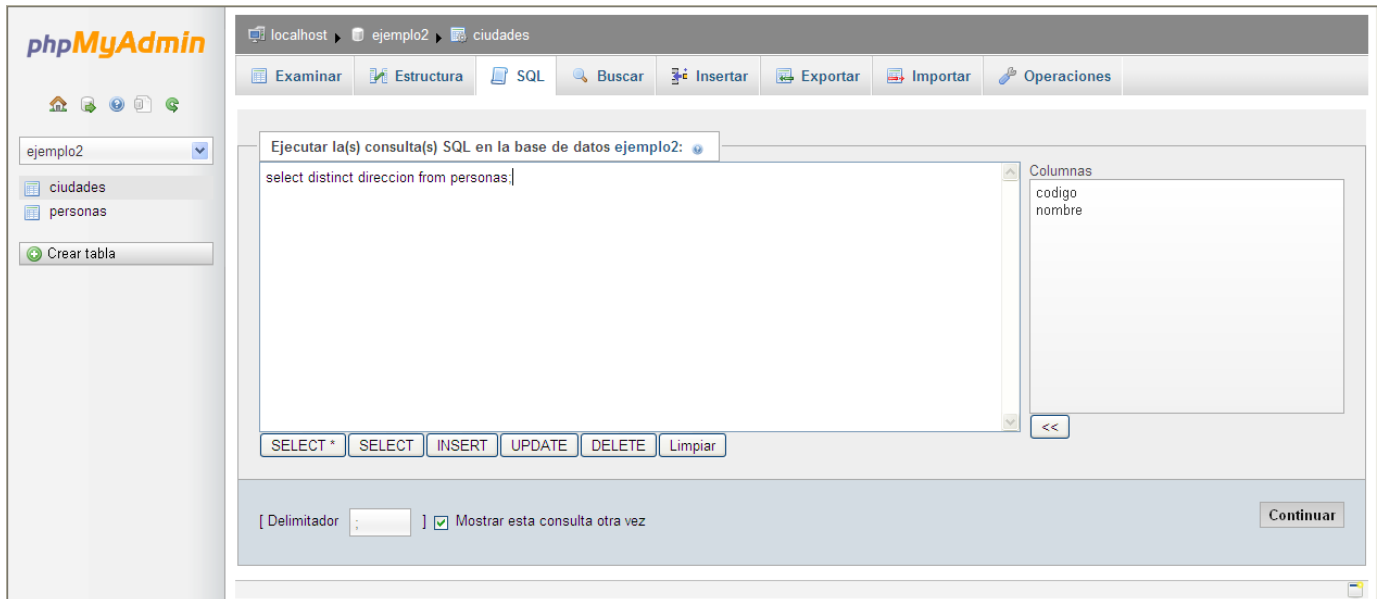 phpMyAdmin
localhost ejemplo2 ciudades
Examinar Estructura SQL Buscar Insertar Exportar Importar Operaciones
ejemplo2
ciudades
personas
Crear tabla
Ejecutar la(s) consulta(s) SQL en la base de datos ejemplo2:
select distinct direccion from personas;
Columnas
codigo
nombre
<<
SELECT * SELECT INSERT UPDATE DELETE Limpiar
[ Delimitador ; ] Mostrar esta consulta otra vez
Continuar